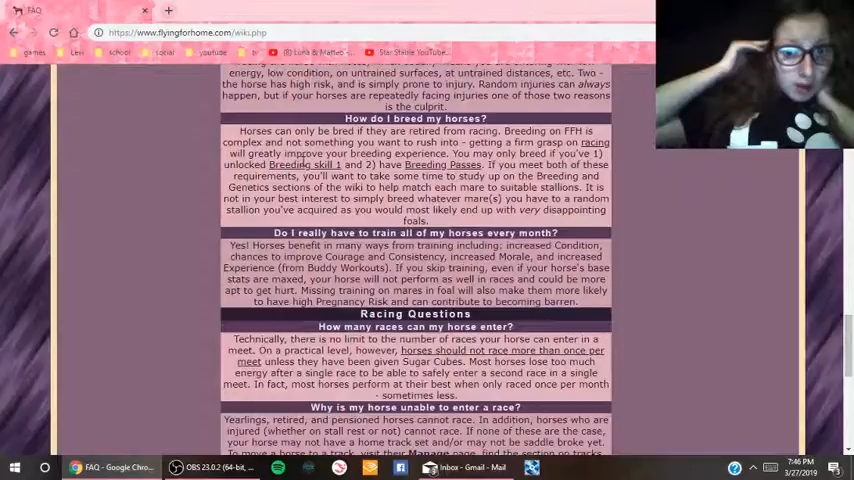 FAQ
https://www.flyingforhome.com/wiki.php
games Levi school social youtube (8) Luna & Matteo -... Star Stable YouTube...
energy, low condition, on untrained surfaces, at untrained distances, etc. Two -
the horse has high risk, and is simply prone to injury. Random injuries can always
happen, but if your horses are repeatedly facing injuries one of those two reasons
is the culprit.
How do I breed my horses?
Horses can only be bred if they are retired from racing. Breeding on FFH is
complex and not something you want to rush into - getting a firm grasp on racing
will greatly improve your breeding experience. You may only breed if you've 1)
unlocked Breeding skill 1 and 2) have Breeding Passes. If you meet both of these
requirements, you'll want to take some time to study up on the Breeding and
Genetics sections of the wiki to help match each mare to suitable stallions. It is
not in your best interest to simply breed whatever mare(s) you have to a random
stallion you've acquired as you would most likely end up with very disappointing
foals.
Do I really have to train all of my horses every month?
Yes! Horses benefit in many ways from training including: increased Condition,
chances to improve Courage and Consistency, increased Morale, and increased
Experience (from Buddy Workouts). If you skip training, even if your horse's base
stats are maxed, your horse will not perform as well in races and could be more
apt to get hurt. Missing training on mares in foal will also make them more likely
to have high Pregnancy Risk and can contribute to becoming barren.
Racing Questions
How many races can my horse enter?
Technically, there is no limit to the number of races your horse can enter in a
meet. On a practical level, however, horses should not race more than once per
meet unless they have been given Sugar Cubes. Most horses lose too much
energy after a single race to be able to safely enter a second race in a single
meet. In fact, most horses perform at their best when only raced once per month
- sometimes less.
Why is my horse unable to enter a race?
Yearlings, retired, and pensioned horses cannot race. In addition, horses who are
injured (whether on stall rest or not) cannot race. If none of these are the case,
your horse may not have a home track set and/or may not be saddle broke yet.
To move a horse to a track, visit their Manage page, find the section on tracks
FAQ - Google Chro... OBS 23.0.2 (64-bit, ... Inbox - Gmail - Mail 7:46 PM
3/27/2019